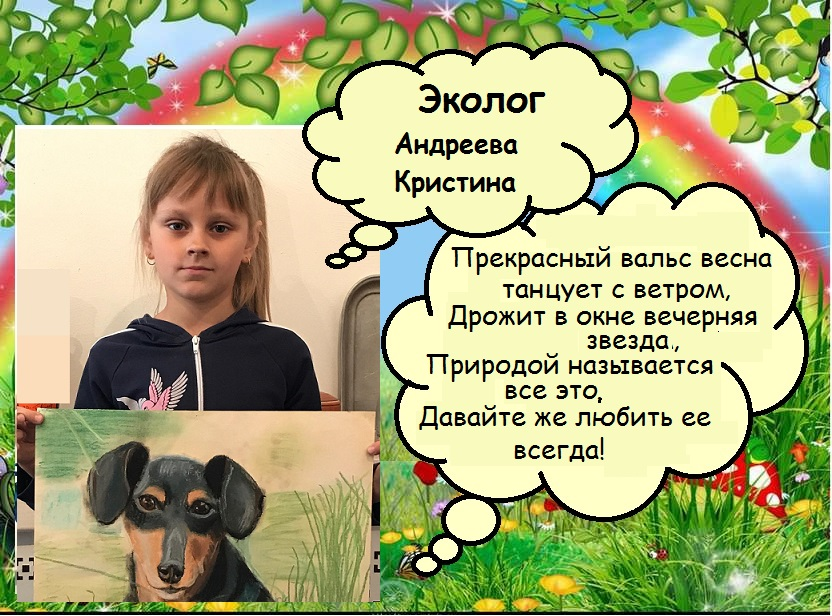 Эколог
Андреева
Кристина
Прекрасный вальс весна
танцует с ветром,
Дрожит в окне вечерняя
звезда.,
Природой называется
все это,
Давайте же любить ее
всегда!